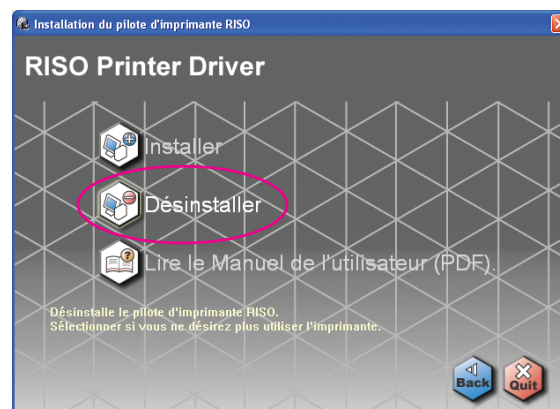 Installation du pilote d'imprimante RISO
RISO Printer Driver
Installer
Désinstaller
Lire le Manuel de l'utilisateur (PDF).
Désinstalle le pilote d'imprimante RISO.
Sélectionner si vous ne désirez plus utiliser l'imprimante.
Back
Quit